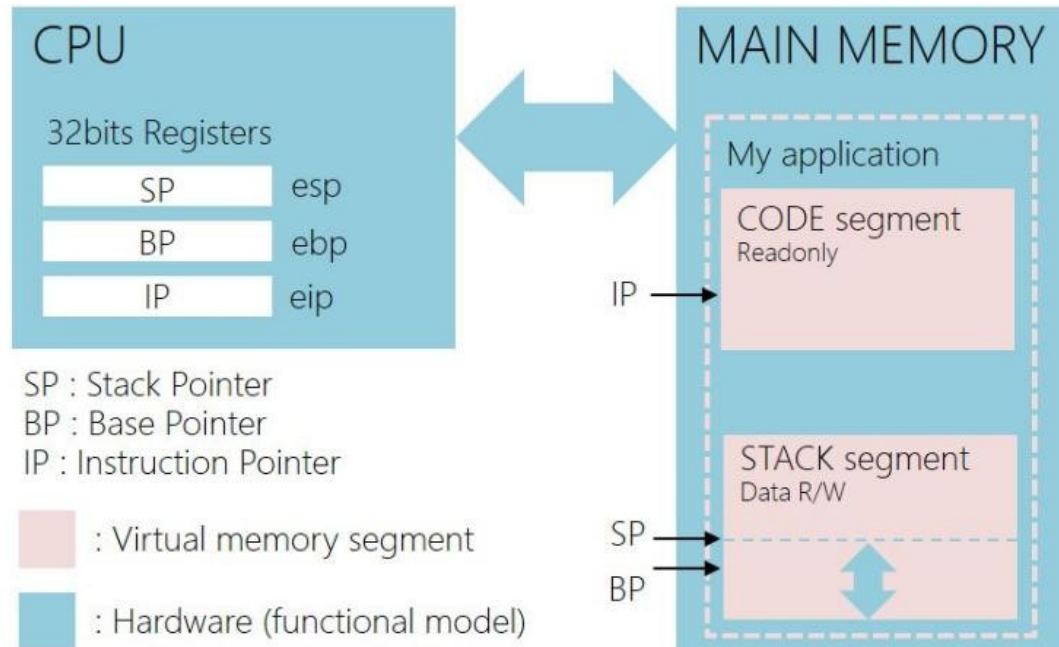 CPU
32bits Registers
SP esp
BP ebp
IP eip
SP : Stack Pointer
BP : Base Pointer
IP : Instruction Pointer
: Virtual memory segment
: Hardware (functional model)
MAIN MEMORY
My application
CODE segment
Readonly
IP
STACK segment
Data R/W
SP
BP